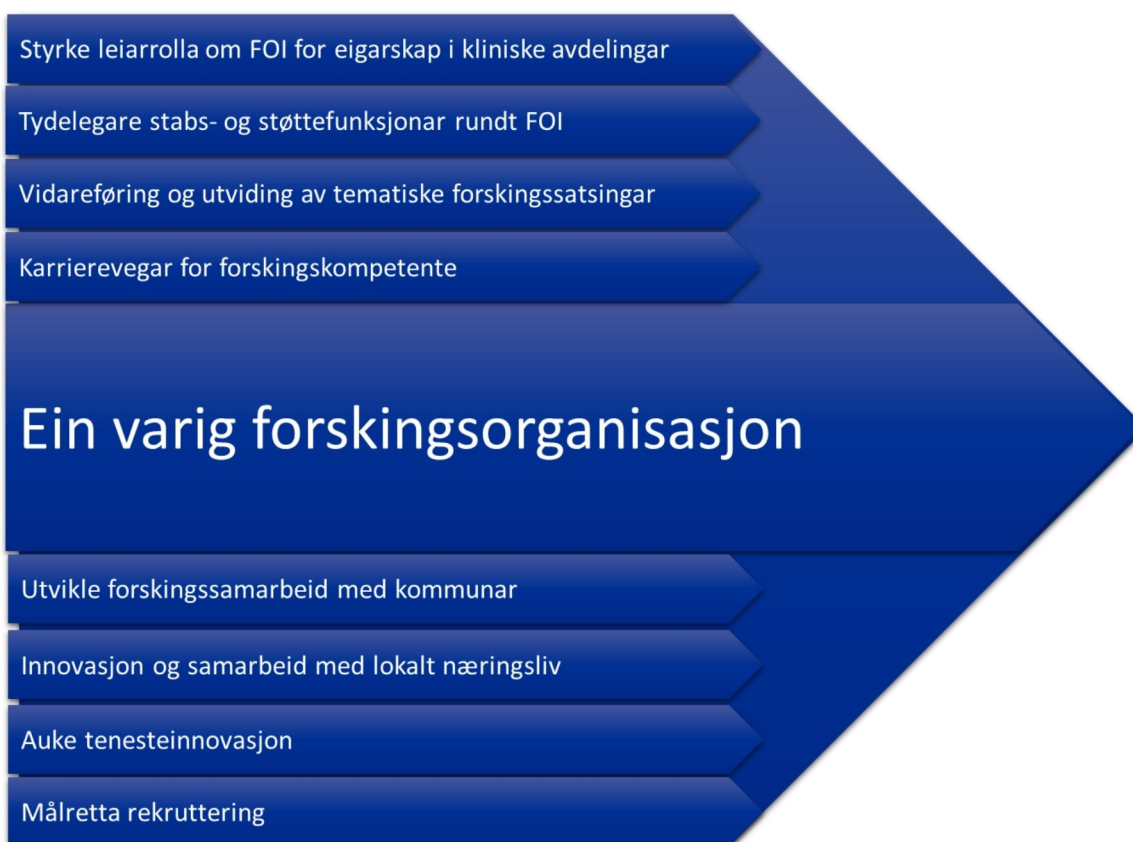 Styrke leiarrolla om FOI for eigarskap i kliniske avdelingar
Tydelegare stabs- og støttefunksjonar rundt FOI
Vidareføring og utviding av tematiske forskingssatsingar
Karrierevegar for forskingskompetente
Ein varig forskingsorganisasjon
Utvikle forskingssamarbeid med kommunar
Innovasjon og samarbeid med lokalt næringsliv
Auke tenesteinnovasjon
Målretta rekruttering